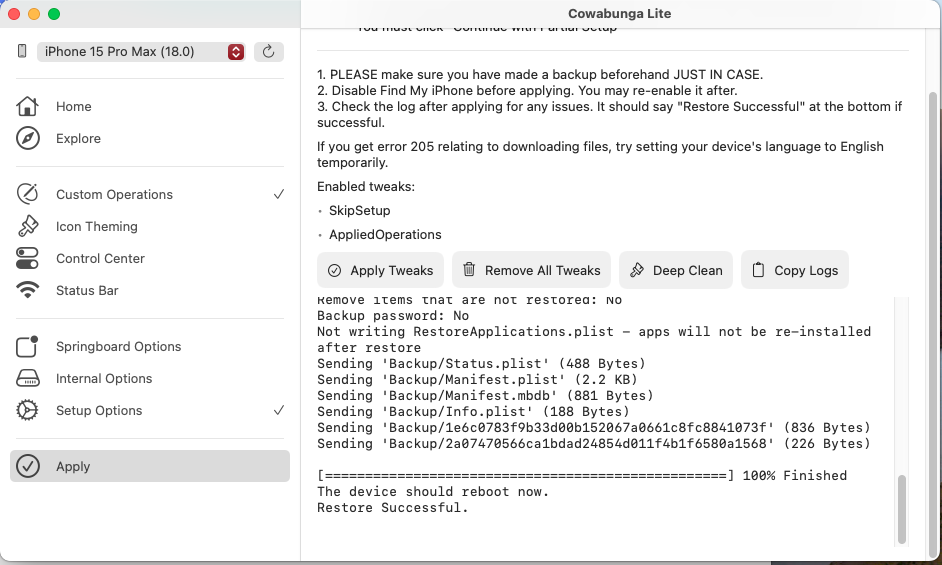 Cowabunga Lite
iPhone 15 Pro Max (18.0)
Home
Explore
Custom Operations
Icon Theming
Control Center
Status Bar
Springboard Options
Internal Options
Setup Options
Apply
You must click "Continue with Partial Setup"
1. PLEASE make sure you have made a backup beforehand JUST IN CASE.
2. Disable Find My iPhone before applying. You may re-enable it after.
3. Check the log after applying for any issues. It should say "Restore Successful" at the bottom if
successful.
If you get error 205 relating to downloading files, try setting your device's language to English
temporarily.
Enabled tweaks:
• SkipSetup
• AppliedOperations
Apply Tweaks
Remove All Tweaks
Deep Clean
Copy Logs
Remove items that are not restored: No
Backup password: No
Not writing RestoreApplications.plist – apps will not be re-installed
after restore
Sending 'Backup/Status.plist' (488 Bytes)
Sending 'Backup/Manifest.plist' (2.2 KB)
Sending 'Backup/Manifest.mbdb' (881 Bytes)
Sending 'Backup/Info.plist' (188 Bytes)
Sending 'Backup/1e6c0783f9b33d00b152067a0661c8fc8841073f' (836 Bytes)
Sending 'Backup/2a07470566ca1bdad24854d011f4b1f6580a1568' (226 Bytes)
[==================================================] 100% Finished
The device should reboot now.
Restore Successful.